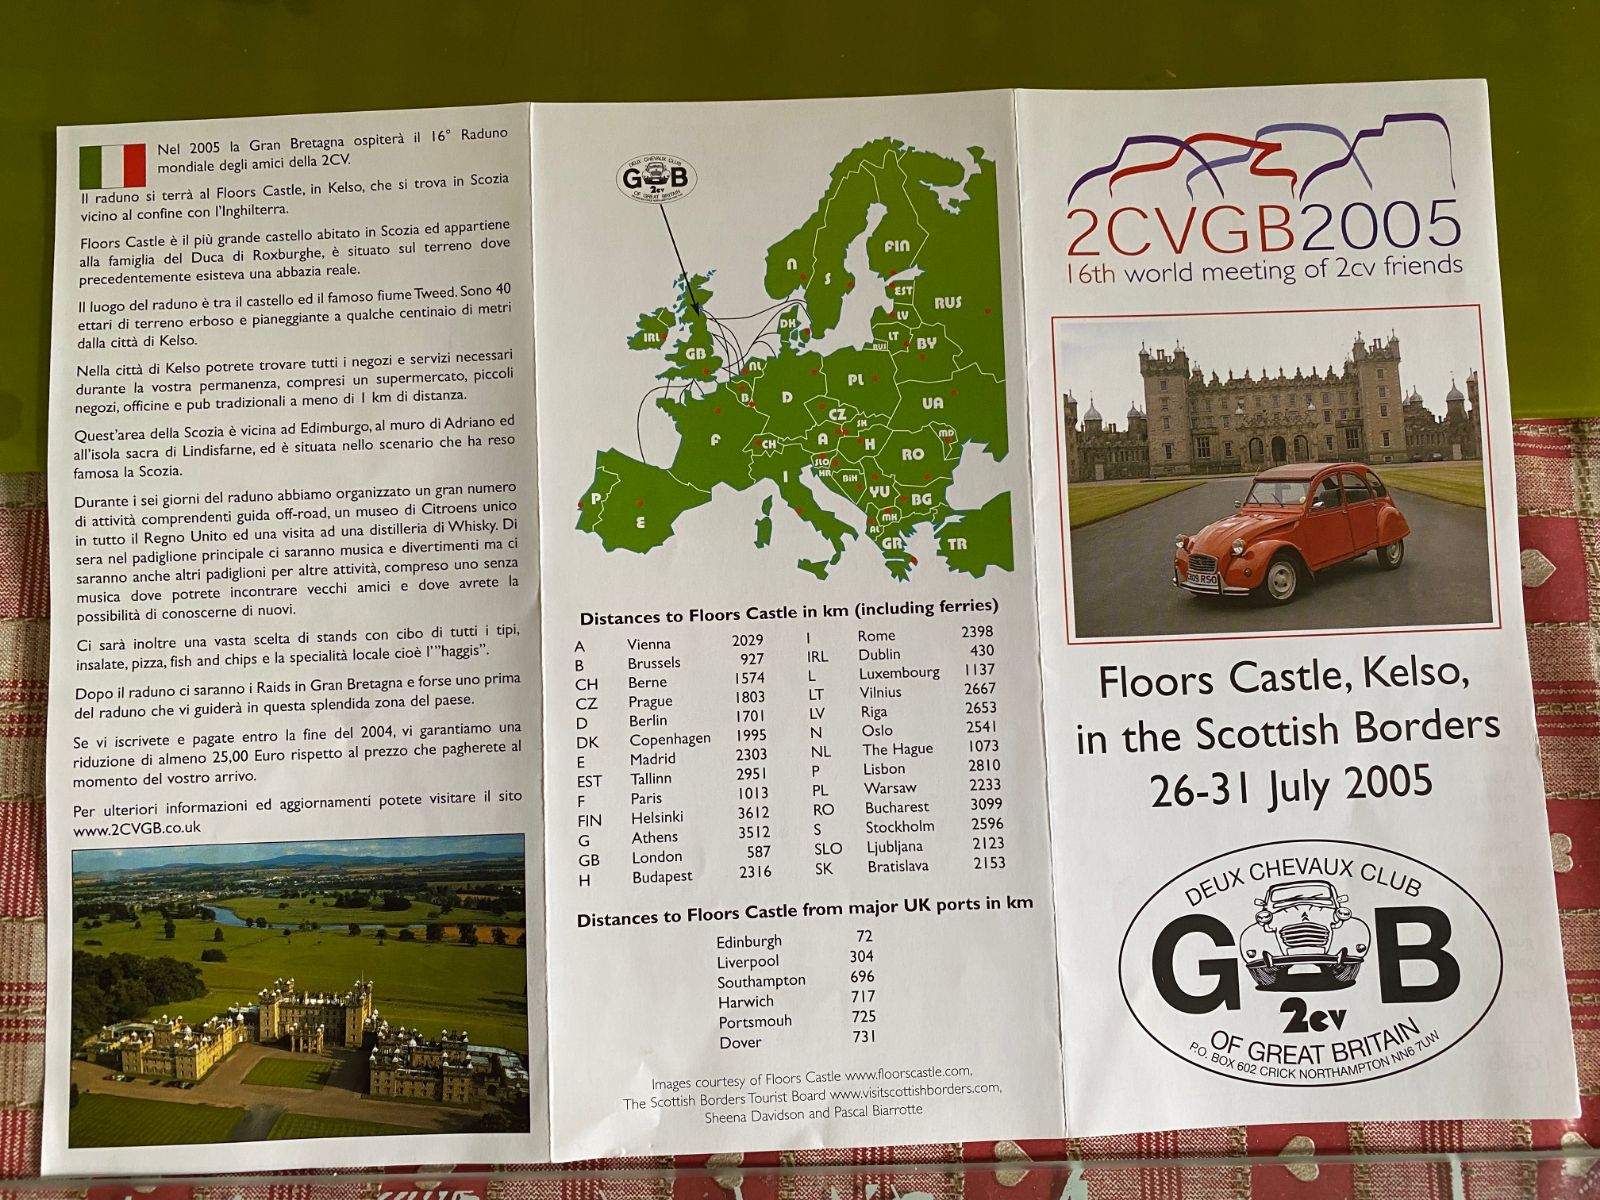 Nel 2005 la Gran Bretagna ospiterà il 16° Raduno
mondiale degli amici della 2CV.
Il raduno si terrà al Floors Castle, in Kelso, che si trova in Scozia
vicino al confine con l'Inghilterra.
Floors Castle è il più grande castello abitato in Scozia ed appartiene
alla famiglia del Duca di Roxburghe, è situato sul terreno dove
precedentemente esisteva una abbazia reale.
Il luogo del raduno è tra il castello ed il famoso fiume Tweed. Sono 40
ettari di terreno erboso e pianeggiante a qualche centinaio di metri
dalla città di Kelso.
Nella città di Kelso potrete trovare tutti i negozi e servizi necessari
durante la vostra permanenza, compresi un supermercato, piccoli
negozi, officine e pub tradizionali a meno di 1 km di distanza.
Quest'area della Scozia è vicina ad Edimburgo, al muro di Adriano ed
all'isola sacra di Lindisfarne, ed è situata nello scenario che ha reso
famosa la Scozia.
Durante i sei giorni del raduno abbiamo organizzato un gran numero
di attività comprendenti guida off-road, un museo di Citroens unico
in tutto il Regno Unito ed una visita ad una distilleria di Whisky. Di
sera nel padiglione principale ci saranno musica e divertimenti ma ci
saranno anche altri padiglioni per altre attività, compreso uno senza
musica dove potrete incontrare vecchi amici e dove avrete la
possibilità di conoscerne di nuovi.
Ci sarà inoltre una vasta scelta di stands con cibo di tutti i tipi,
insalate, pizza, fish and chips e la specialità locale cioè l'"haggis".
Dopo il raduno ci saranno i Raids in Gran Bretagna e forse uno prima
del raduno che vi guiderà in questa splendida zona del paese.
Se vi iscrivete e pagate entro la fine del 2004, vi garantiamo una
riduzione di almeno 25,00 Euro rispetto al prezzo che pagherete al
momento del vostro arrivo.
Per ulteriori informazioni ed aggiornamenti potete visitare il sito
www.2CVGB.co.uk
DEUX CHEVAUX CLUB
G B
2cv
OF GREAT BRITAIN
FIN
N
S
EST
RUS
LV
DK
LT
IRL
RUS
BY
GB
NL
PL
B
D
UA
CZ
SK
F
CH
A
H
MD
RO
SLO
HR
I
BiH
YU
BG
P
E
MK
AL
GR
TR
Distances to Floors Castle in km (including ferries)
A Vienna 2029
B Brussels 927
CH Berne 1574
CZ Prague 1803
D Berlin 1701
DK Copenhagen 1995
E Madrid 2303
EST Tallinn 2951
F Paris 1013
FIN Helsinki 3612
G Athens 3512
GB London 587
H Budapest 2316
I Rome 2398
IRL Dublin 430
L Luxembourg 1137
LT Vilnius 2667
LV Riga 2653
N Oslo 2541
NL The Hague 1073
P Lisbon 2810
PL Warsaw 2233
RO Bucharest 3099
S Stockholm 2596
SLO Ljubljana 2123
SK Bratislava 2153
Distances to Floors Castle from major UK ports in km
Edinburgh 72
Liverpool 304
Southampton 696
Harwich 717
Portsmouh 725
Dover 731
Images courtesy of Floors Castle www.floorscastle.com,
The Scottish Borders Tourist Board www.visitscottishborders.com,
Sheena Davidson and Pascal Biarrotte
2CVGB2005
16th world meeting of 2cv friends
Floors Castle, Kelso,
in the Scottish Borders
26-31 July 2005
DEUX CHEVAUX CLUB
G B
2cv
OF GREAT BRITAIN
P.O. BOX 602 CRICK NORTHAMPTON NN6 7UW